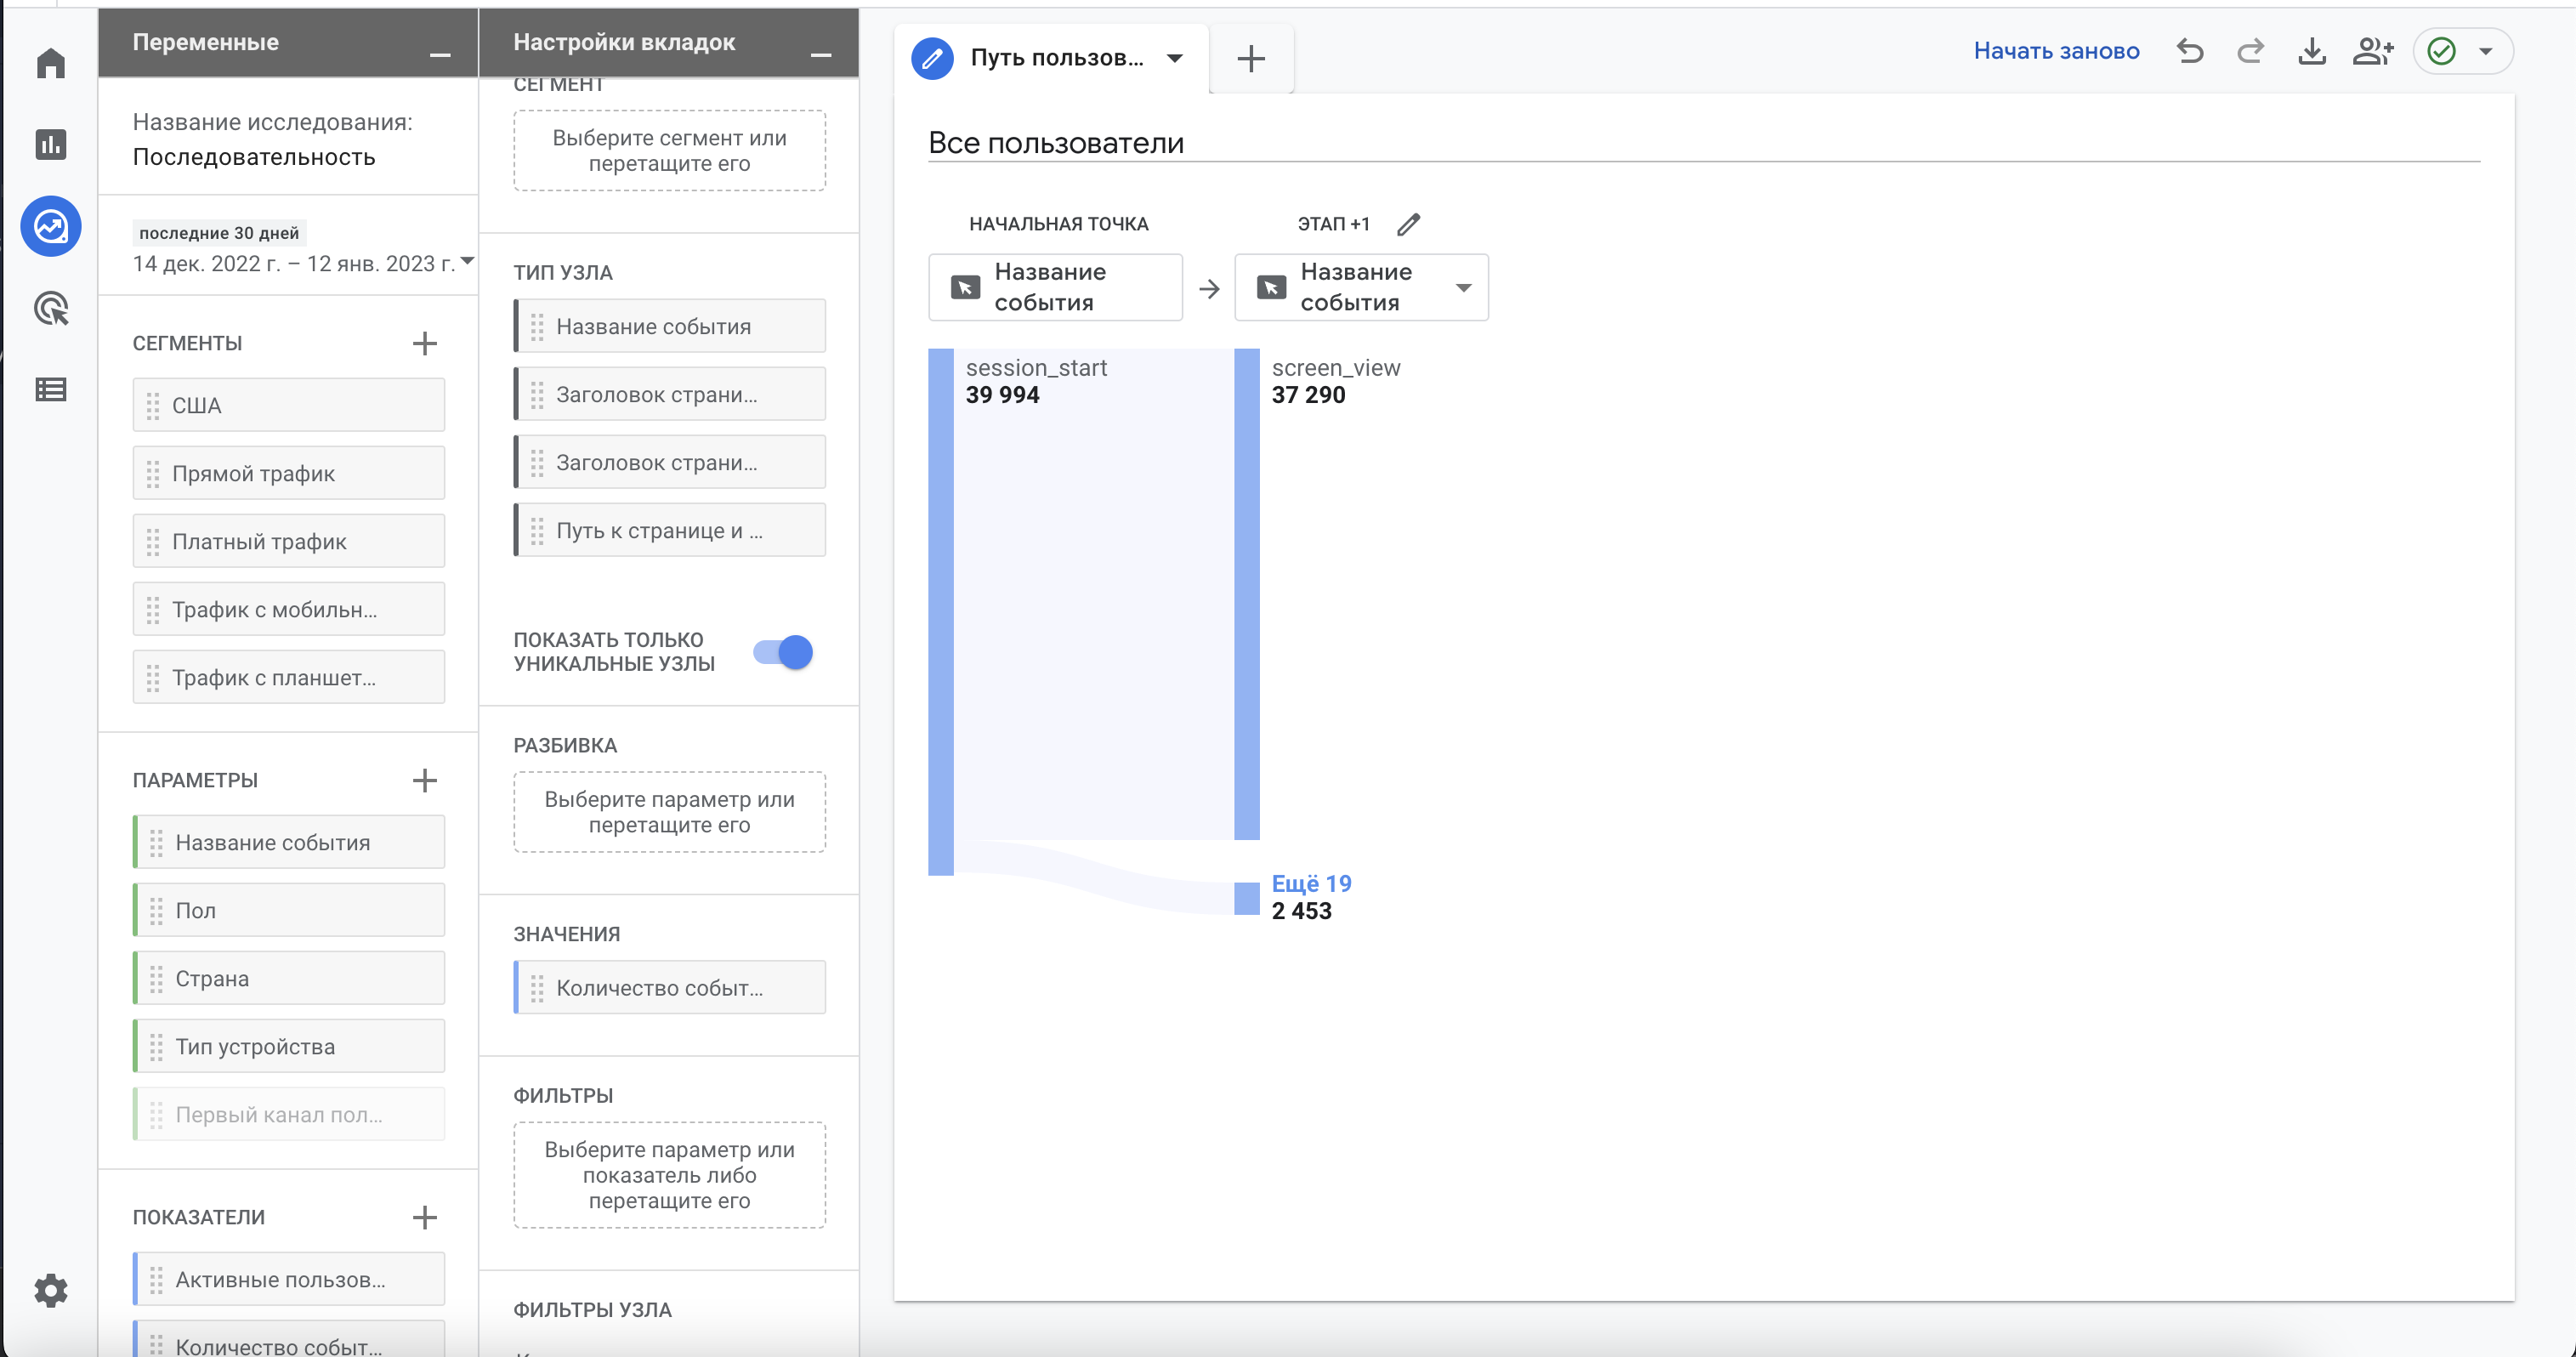 Переменные
Название исследования:
Последовательность
последние 30 дней
14 дек. 2022 г. – 12 янв. 2023 г.
СЕГМЕНТЫ
США
Прямой трафик
Платный трафик
Трафик с мобильн...
Трафик с планшет...
ПАРАМЕТРЫ
Название события
Пол
Страна
Тип устройства
Первый канал пол...
ПОКАЗАТЕЛИ
Активные пользов...
Количество событ...
Настройки вкладок
СЕГМЕНТ
Выберите сегмент или
перетащите его
ТИП УЗЛА
Название события
Заголовок страни...
Заголовок страни...
Путь к странице и ...
ПОКАЗАТЬ ТОЛЬКО
УНИКАЛЬНЫЕ УЗЛЫ
РАЗБИВКА
Выберите параметр или
перетащите его
ЗНАЧЕНИЯ
Количество событ...
ФИЛЬТРЫ
Выберите параметр или
показатель либо
перетащите его
ФИЛЬТРЫ УЗЛА
Путь пользов...
Начать заново
Все пользователи
НАЧАЛЬНАЯ ТОЧКА
ЭТАП +1
Название
события
Название
события
session_start
39 994
screen_view
37 290
Ещё 19
2 453